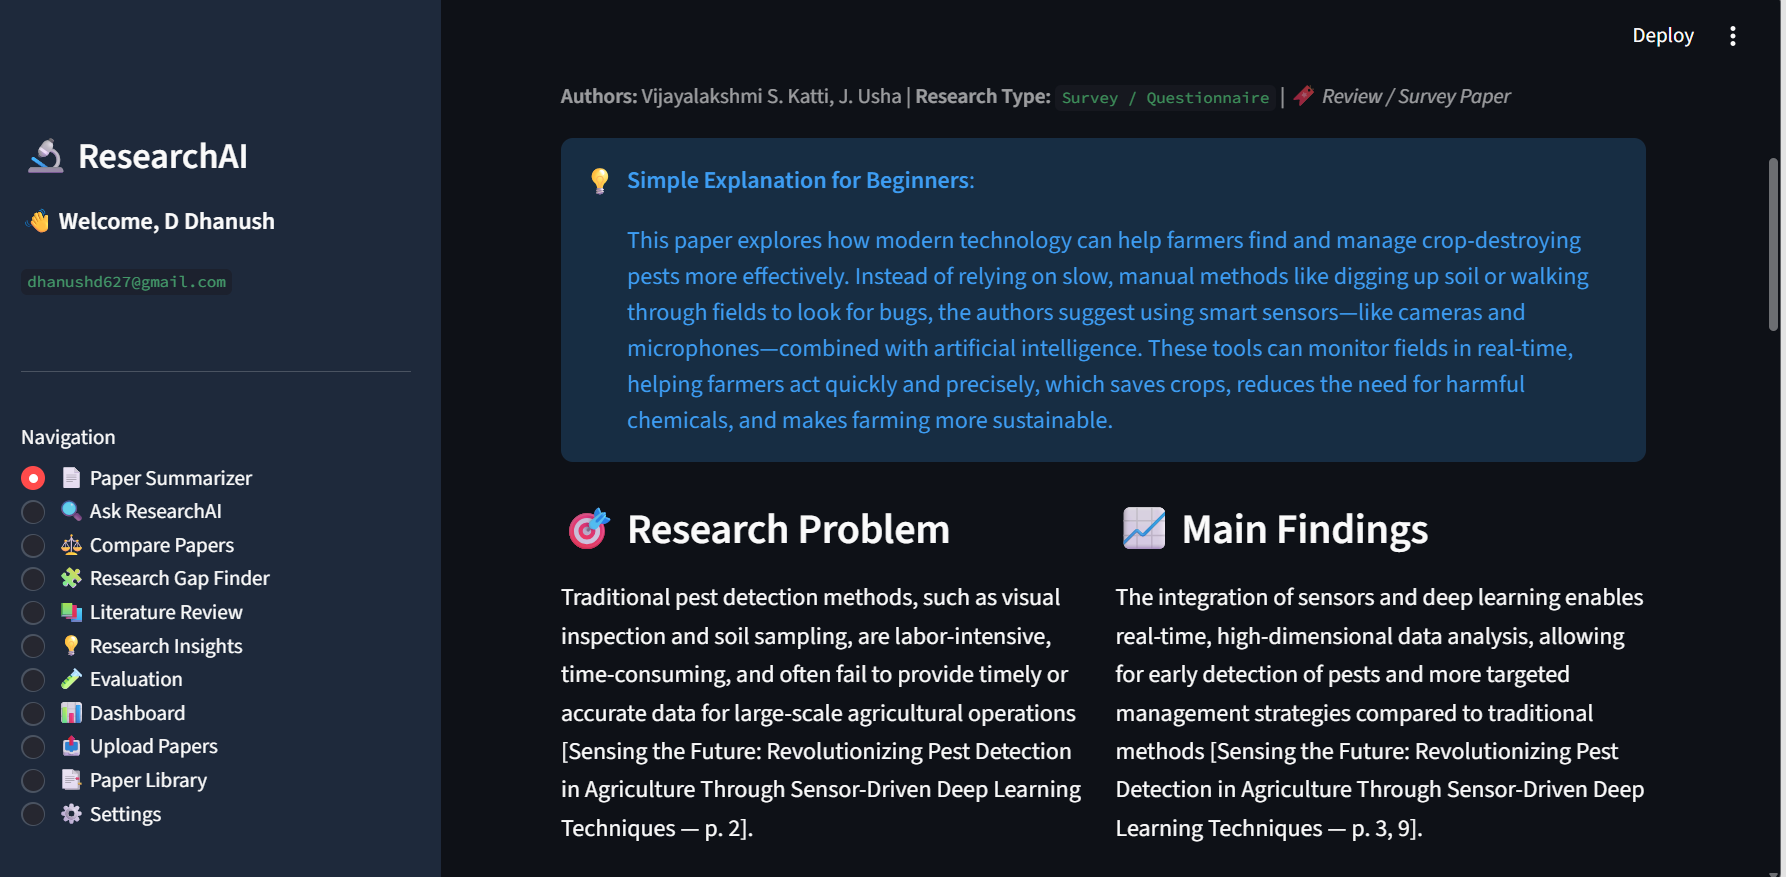 Deploy
ResearchAI
Welcome, D Dhanush
dhanushd627@gmail.com
Navigation
Paper Summarizer
Ask ResearchAI
Compare Papers
Research Gap Finder
Literature Review
Research Insights
Evaluation
Dashboard
Upload Papers
Paper Library
Settings
Authors: Vijayalakshmi S. Katti, J. Usha | Research Type: Survey / Questionnaire | Review / Survey Paper
Simple Explanation for Beginners:
This paper explores how modern technology can help farmers find and manage crop-destroying
pests more effectively. Instead of relying on slow, manual methods like digging up soil or walking
through fields to look for bugs, the authors suggest using smart sensors—like cameras and
microphones—combined with artificial intelligence. These tools can monitor fields in real-time,
helping farmers act quickly and precisely, which saves crops, reduces the need for harmful
chemicals, and makes farming more sustainable.
Research Problem
Traditional pest detection methods, such as visual
inspection and soil sampling, are labor-intensive,
time-consuming, and often fail to provide timely or
accurate data for large-scale agricultural operations
[Sensing the Future: Revolutionizing Pest Detection
in Agriculture Through Sensor-Driven Deep Learning
Techniques — p. 2].
Main Findings
The integration of sensors and deep learning enables
real-time, high-dimensional data analysis, allowing
for early detection of pests and more targeted
management strategies compared to traditional
methods [Sensing the Future: Revolutionizing Pest
Detection in Agriculture Through Sensor-Driven Deep
Learning Techniques — p. 3, 9].